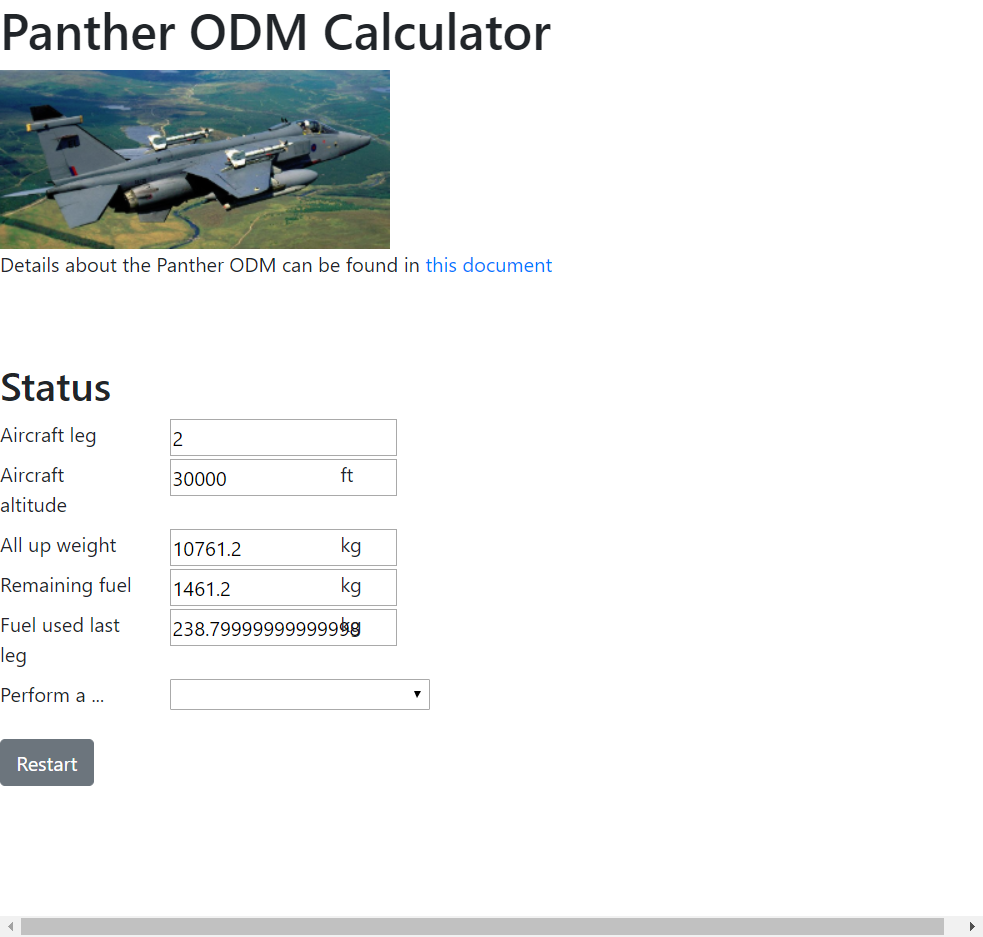 Panther ODM Calculator
Details about the Panther ODM can be found in this document
Status
Aircraft leg 2
Aircraft altitude 30000 ft
All up weight 10761.2 kg
Remaining fuel 1461.2 kg
Fuel used last leg 238.79999999999998 kg
Perform a ...
Restart